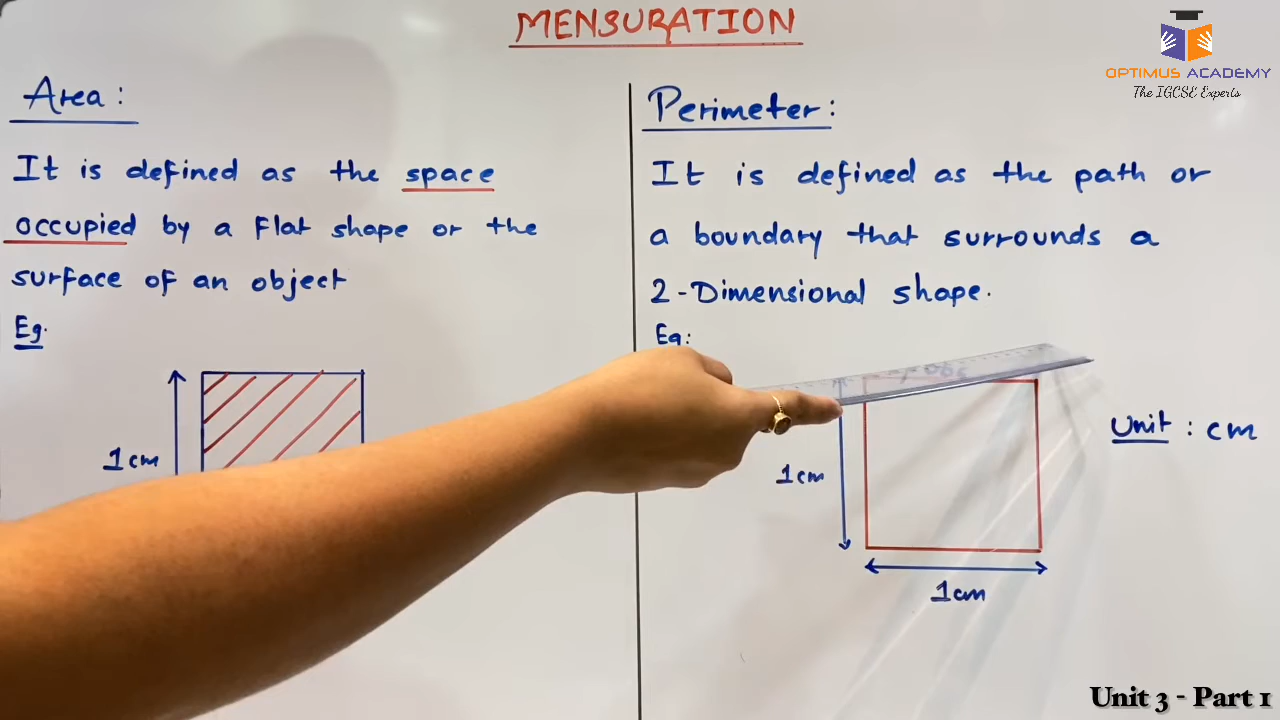 MENSURATION
OPTIMUS ACADEMY
The IGCSE Experts
Area :
It is defined as the space
occupied by a flat shape or the
surface of an object
Eg.
1cm
Perimeter :
It is defined as the path or
a boundary that surrounds a
2-Dimensional shape.
Eg:
1cm
1cm
Unit : cm
Unit 3 - Part 1